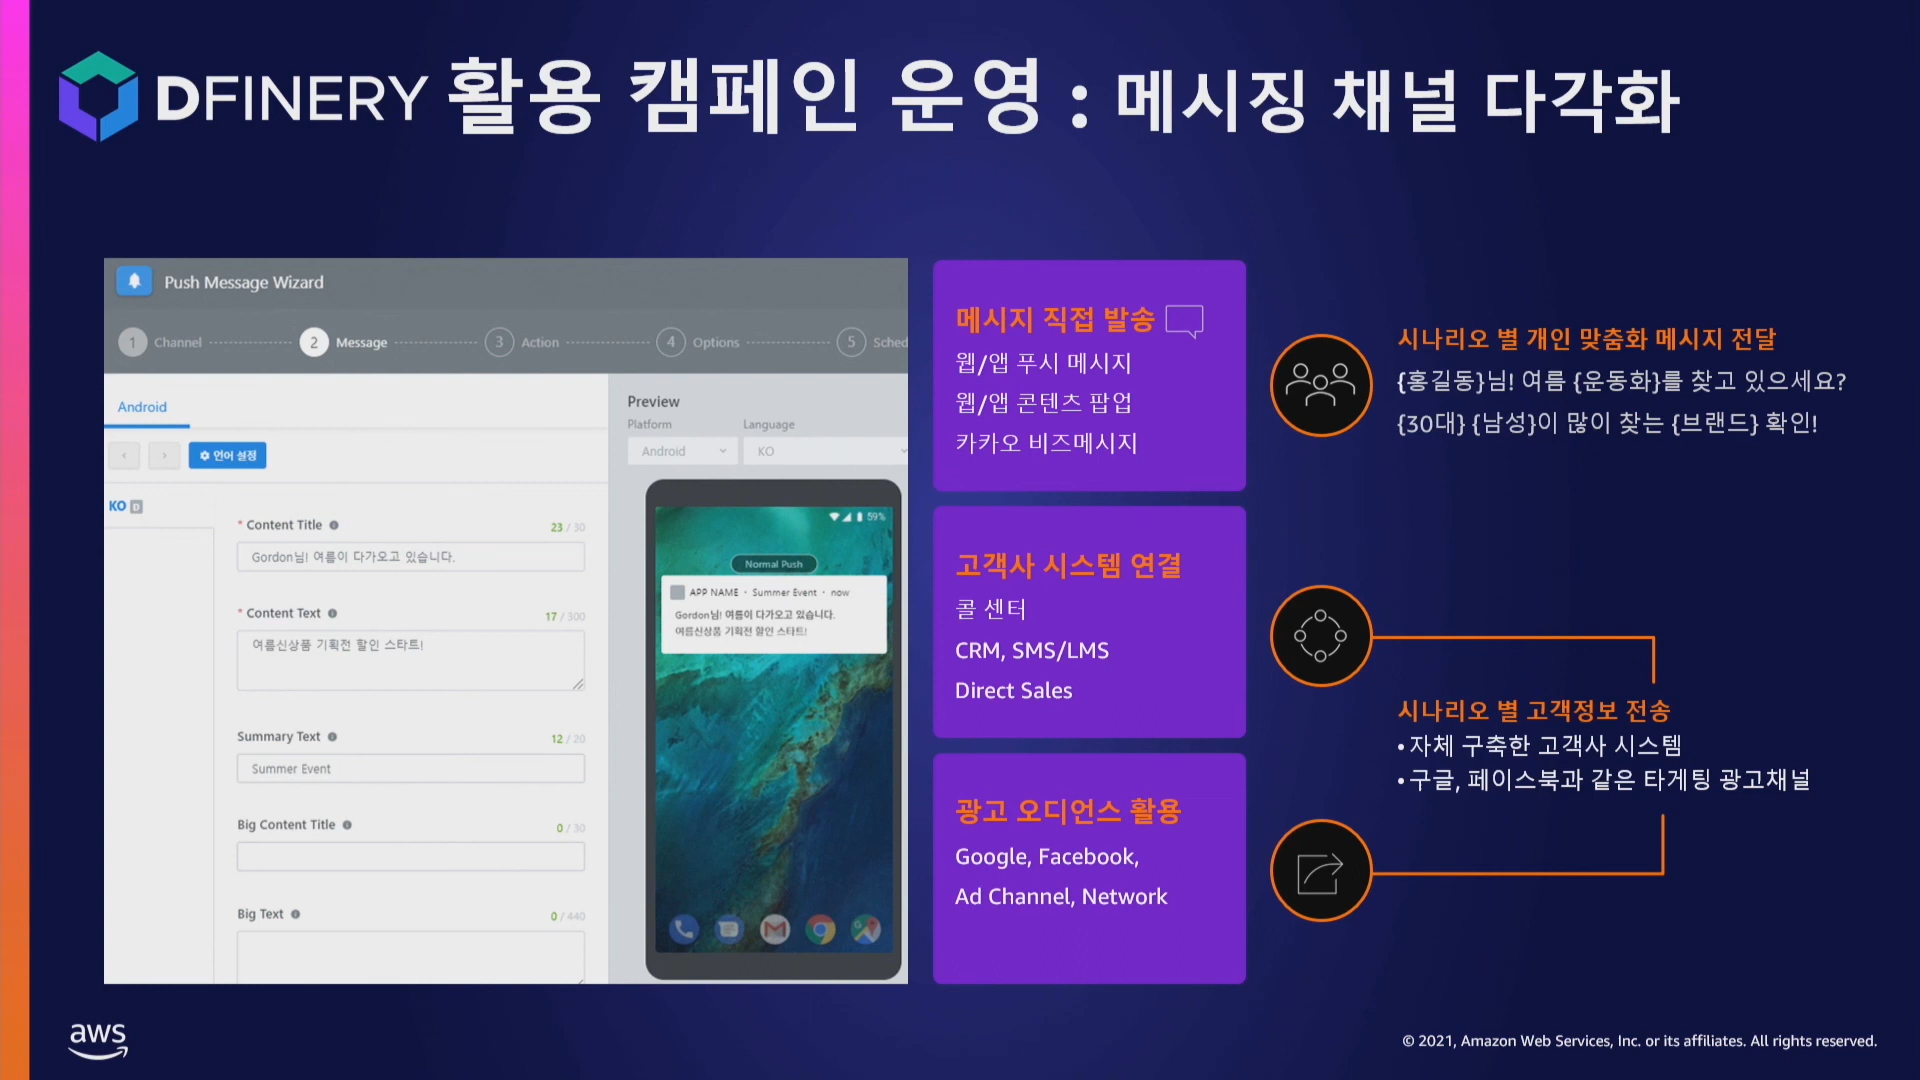 DFINERY 활용 캠페인 운영 : 메시징 채널 다각화
Push Message Wizard
1 Channel 2 Message 3 Action 4 Options 5 Sched
Android
< > 언어 설정
KO D
* Content Title 23 / 30
Gordon님! 여름이 다가오고 있습니다.
* Content Text 17 / 300
여름신상품 기획전 할인 스타트!
Summary Text 12 / 20
Summer Event
Big Content Title 0 / 30
Big Text 0 / 440
Preview
Platform Language
Android KO
59%
Normal Push
APP NAME • Summer Event • now
Gordon님! 여름이 다가오고 있습니다.
여름신상품 기획전 할인 스타트!
메시지 직접 발송
웹/앱 푸시 메시지
웹/앱 콘텐츠 팝업
카카오 비즈메시지
고객사 시스템 연결
콜 센터
CRM, SMS/LMS
Direct Sales
광고 오디언스 활용
Google, Facebook,
Ad Channel, Network
시나리오 별 개인 맞춤화 메시지 전달
{홍길동}님! 여름 {운동화}를 찾고 있으세요?
{30대} {남성}이 많이 찾는 {브랜드} 확인!
시나리오 별 고객정보 전송
• 자체 구축한 고객사 시스템
• 구글, 페이스북과 같은 타게팅 광고채널
aws
© 2021, Amazon Web Services, Inc. or its affiliates. All rights reserved.